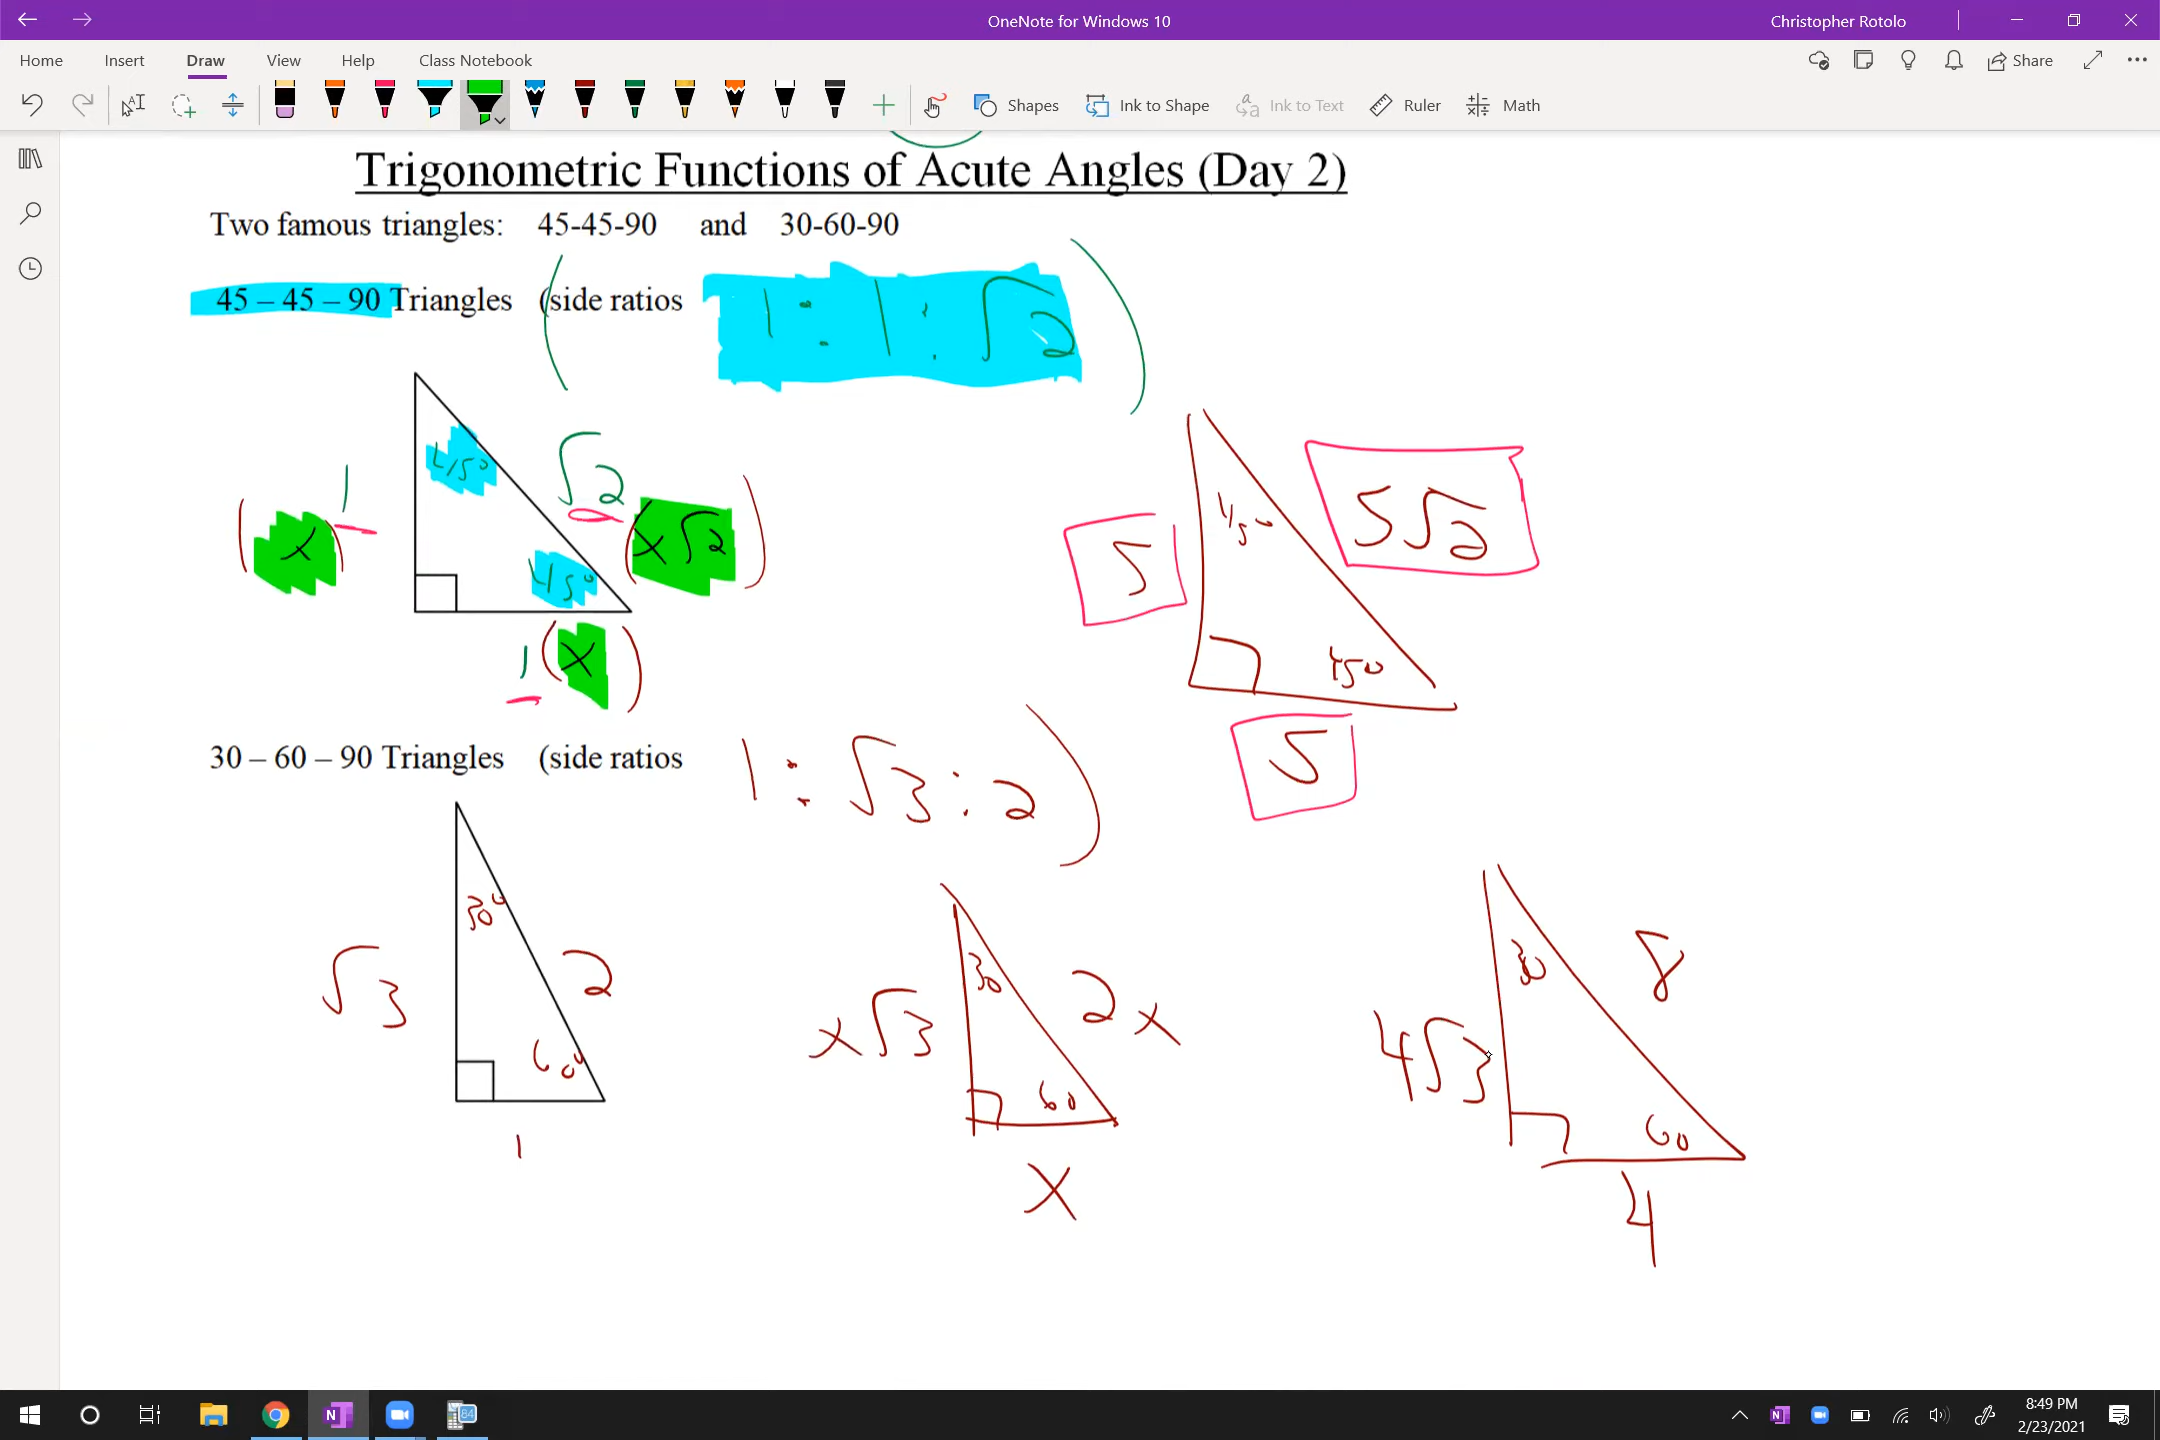 OneNote for Windows 10
Christopher Rotolo
Home Insert Draw View Help Class Notebook
Share
Shapes Ink to Shape Ink to Text Ruler Math
Trigonometric Functions of Acute Angles (Day 2)
Two famous triangles: 45-45-90 and 30-60-90
45 – 45 – 90 Triangles (side ratios 1 : 1 : √2 )
45°
1
(x)
√2
(x√2)
45°
1 (x)
45°
5
5√2
45°
5
30 – 60 – 90 Triangles (side ratios 1 : √3 : 2 )
30°
√3
2
60°
1
30
x√3
2x
60
x
30
8
4√3
60
4
84
8:49 PM
2/23/2021